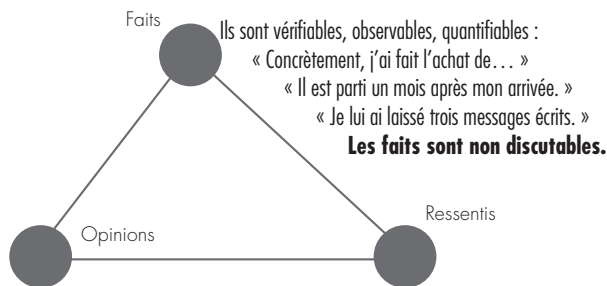 Faits
Ils sont vérifiables, observables, quantifiables :
« Concrètement, j’ai fait l’achat de… »
« Il est parti un mois après mon arrivée. »
« Je lui ai laissé trois messages écrits. »
Les faits sont non discutables.
Ressentis
Opinions